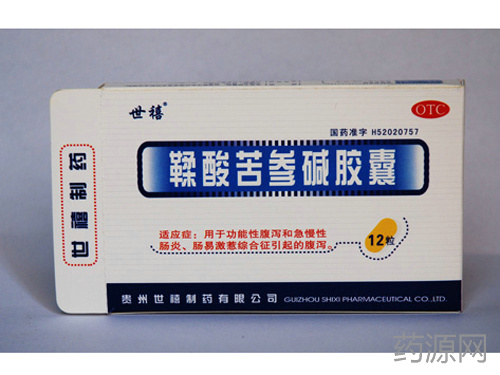 世禧®
OTC
国药准字 H52020757
鞣酸苦参碱胶囊
适应症：用于功能性腹泻和急慢性
肠炎、肠易激惹综合征引起的腹泻。
12粒
贵州世禧制药有限公司 GUIZHOU SHIXI PHARMACEUTICAL CO.,LTD.
世禧制药
药源网